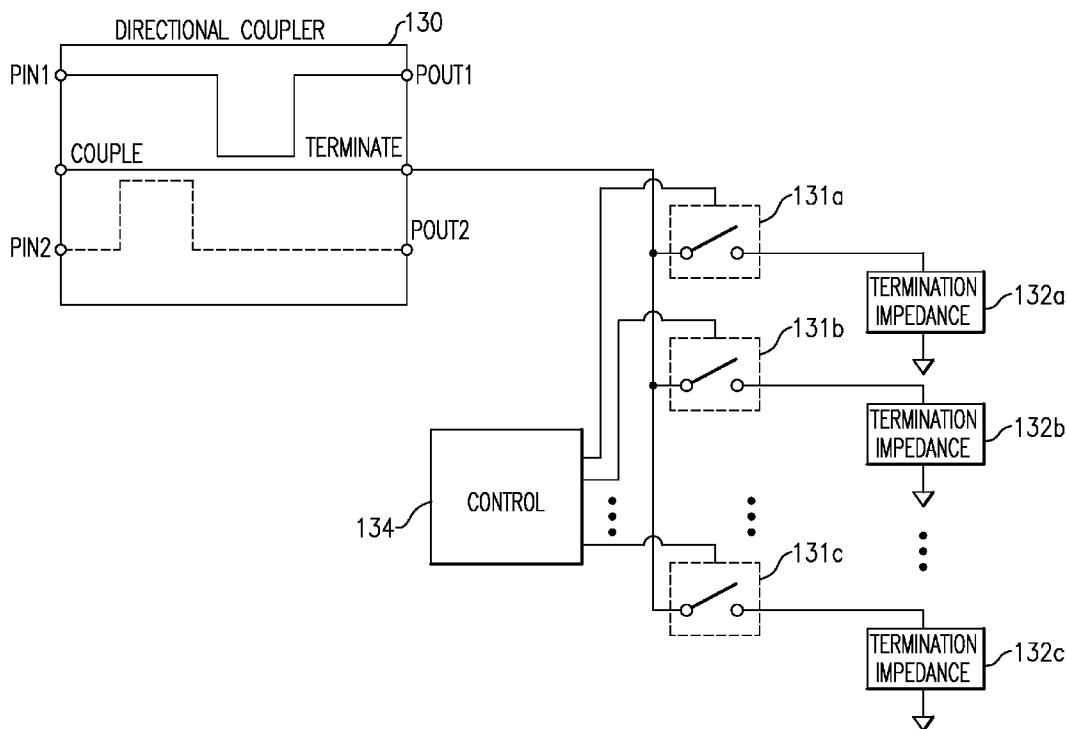 DIRECTIONAL COUPLER
130
PIN1
POUT1
COUPLE
TERMINATE
PIN2
POUT2
131a
TERMINATION
IMPEDANCE
132a
131b
TERMINATION
IMPEDANCE
132b
CONTROL
134
131c
TERMINATION
IMPEDANCE
132c